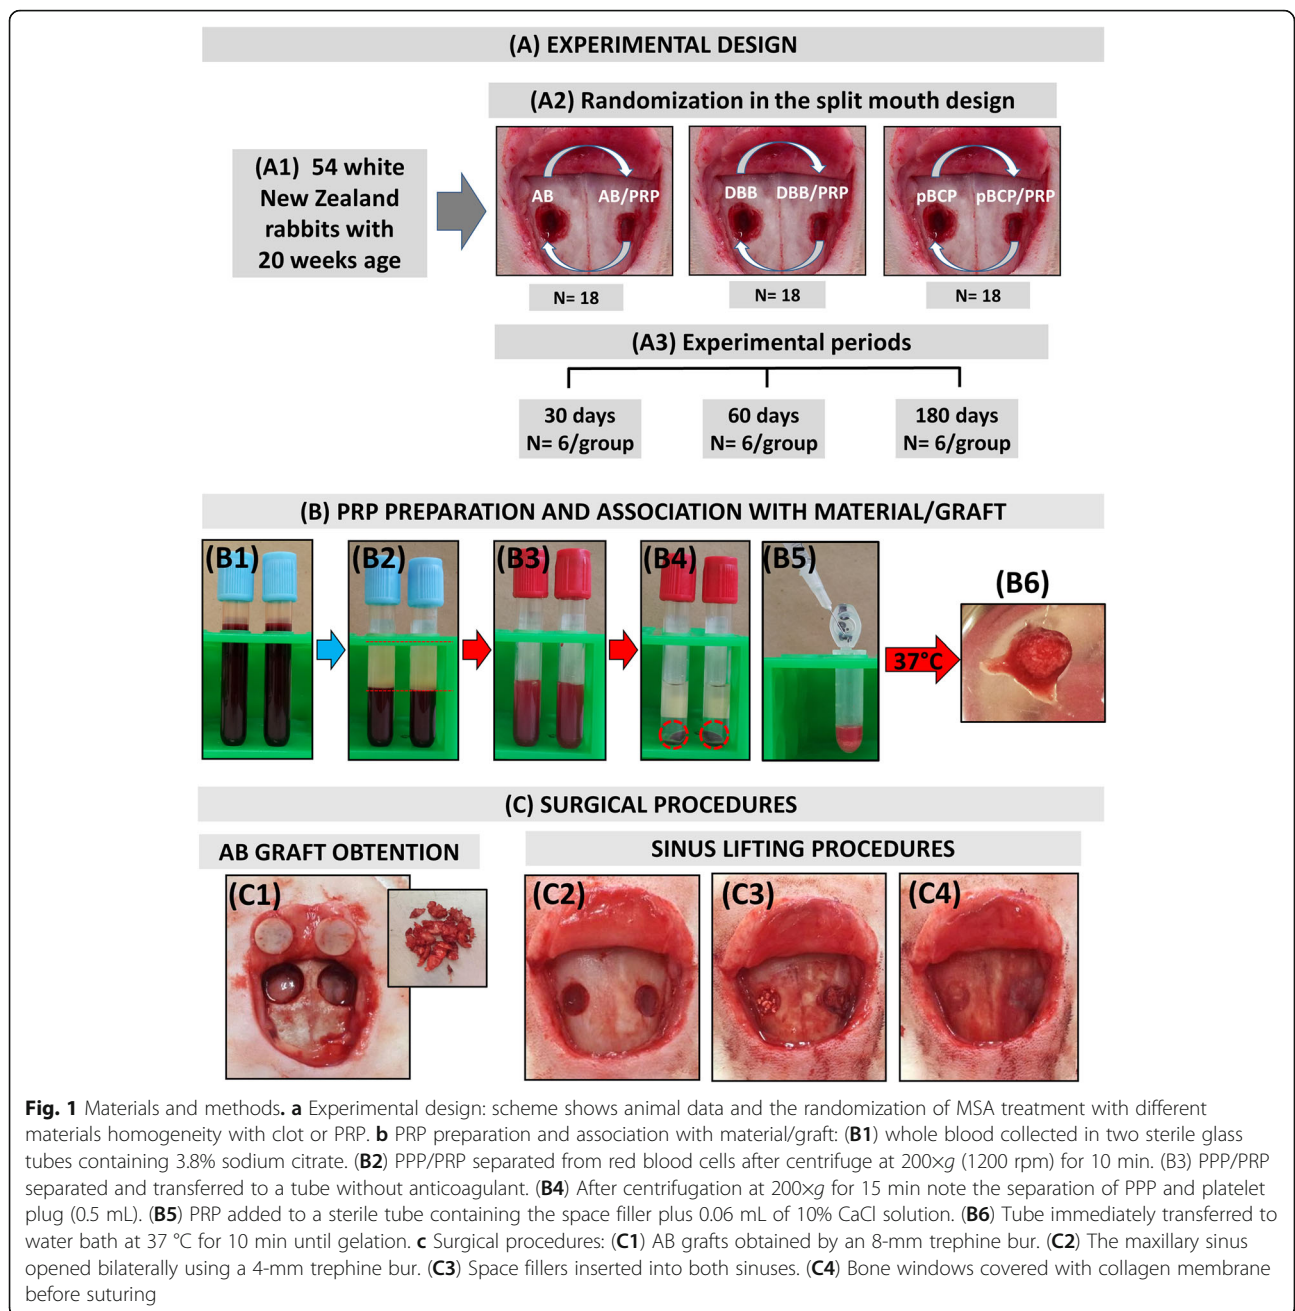 (A) EXPERIMENTAL DESIGN
(A2) Randomization in the split mouth design
(A1) 54 white
New Zealand
rabbits with
20 weeks age
AB AB/PRP
DBB DBB/PRP
pBCP pBCP/PRP
N= 18
N= 18
N= 18
(A3) Experimental periods
30 days
N= 6/group
60 days
N= 6/group
180 days
N= 6/group
(B) PRP PREPARATION AND ASSOCIATION WITH MATERIAL/GRAFT
(B1)
(B2)
(B3)
(B4)
(B5)
37°C
(B6)
(C) SURGICAL PROCEDURES
AB GRAFT OBTENTION
SINUS LIFTING PROCEDURES
(C1)
(C2)
(C3)
(C4)
Fig. 1 Materials and methods. a Experimental design: scheme shows animal data and the randomization of MSA treatment with different
materials homogeneity with clot or PRP. b PRP preparation and association with material/graft: (B1) whole blood collected in two sterile glass
tubes containing 3.8% sodium citrate. (B2) PPP/PRP separated from red blood cells after centrifuge at 200×g (1200 rpm) for 10 min. (B3) PPP/PRP
separated and transferred to a tube without anticoagulant. (B4) After centrifugation at 200×g for 15 min note the separation of PPP and platelet
plug (0.5 mL). (B5) PRP added to a sterile tube containing the space filler plus 0.06 mL of 10% CaCl solution. (B6) Tube immediately transferred to
water bath at 37 °C for 10 min until gelation. c Surgical procedures: (C1) AB grafts obtained by an 8-mm trephine bur. (C2) The maxillary sinus
opened bilaterally using a 4-mm trephine bur. (C3) Space fillers inserted into both sinuses. (C4) Bone windows covered with collagen membrane
before suturing